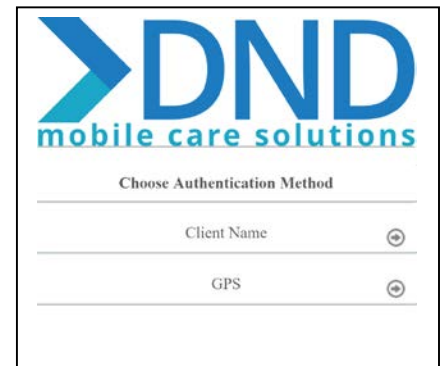 DND
mobile care solutions
Choose Authentication Method
Client Name
GPS